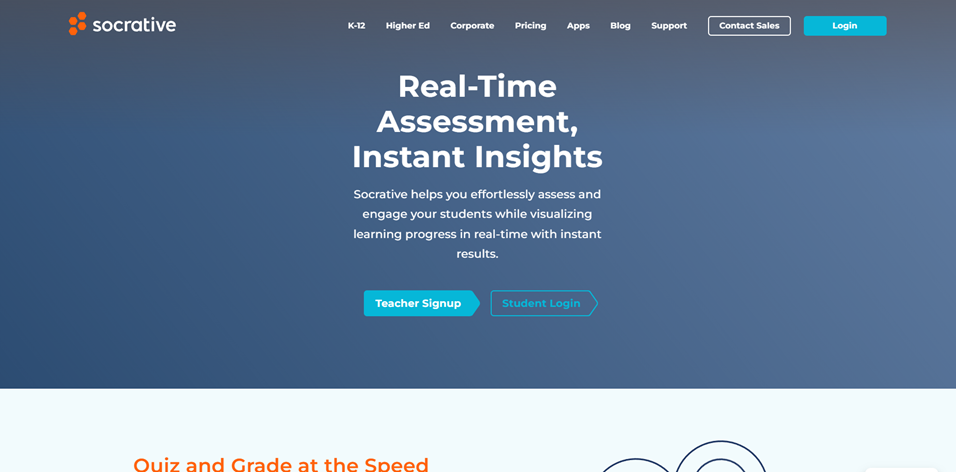 socrative
K-12 Higher Ed Corporate Pricing Apps Blog Support Contact Sales Login
Real-Time
Assessment,
Instant Insights
Socrative helps you effortlessly assess and
engage your students while visualizing
learning progress in real-time with instant
results.
Teacher Signup Student Login
Quiz and Grade at the Speed